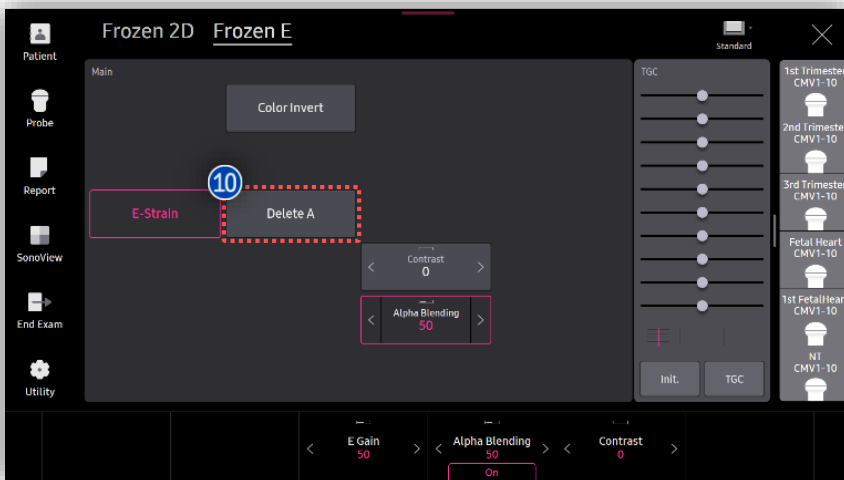 Frozen 2D
Frozen E
Standard
Patient
Probe
Report
SonoView
End Exam
Utility
Main
Color Invert
10
E-Strain
Delete A
Contrast
0
Alpha Blending
50
TGC
Init.
TGC
1st Trimester
CMV1-10
2nd Trimeste
CMV1-10
3rd Trimester
CMV1-10
Fetal Heart
CMV1-10
1st FetalHear
CMV1-10
NT
CMV1-10
E Gain
50
Alpha Blending
50
On
Contrast
0